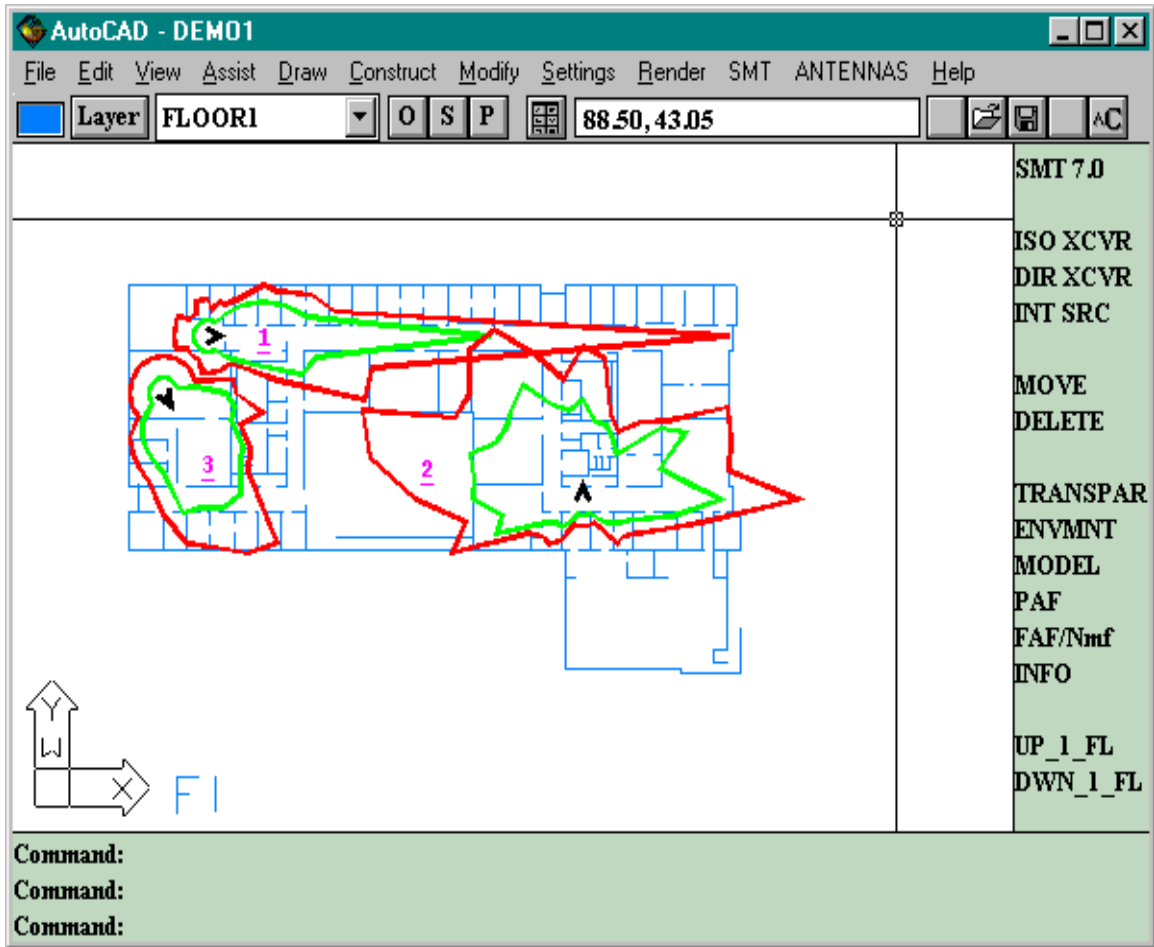 AutoCAD - DEMO1
File Edit View Assist Draw Construct Modify Settings Render SMT ANTENNAS Help
Layer FLOOR1 O S P 88.50, 43.05 ^C
SMT 7.0
ISO XCVR
DIR XCVR
INT SRC
MOVE
DELETE
TRANSPAR
ENVMNT
MODEL
PAF
FAF/Nmf
INFO
UP_1_FL
DWN_1_FL
1
2
3
Y
W
X
F1
Command:
Command:
Command: